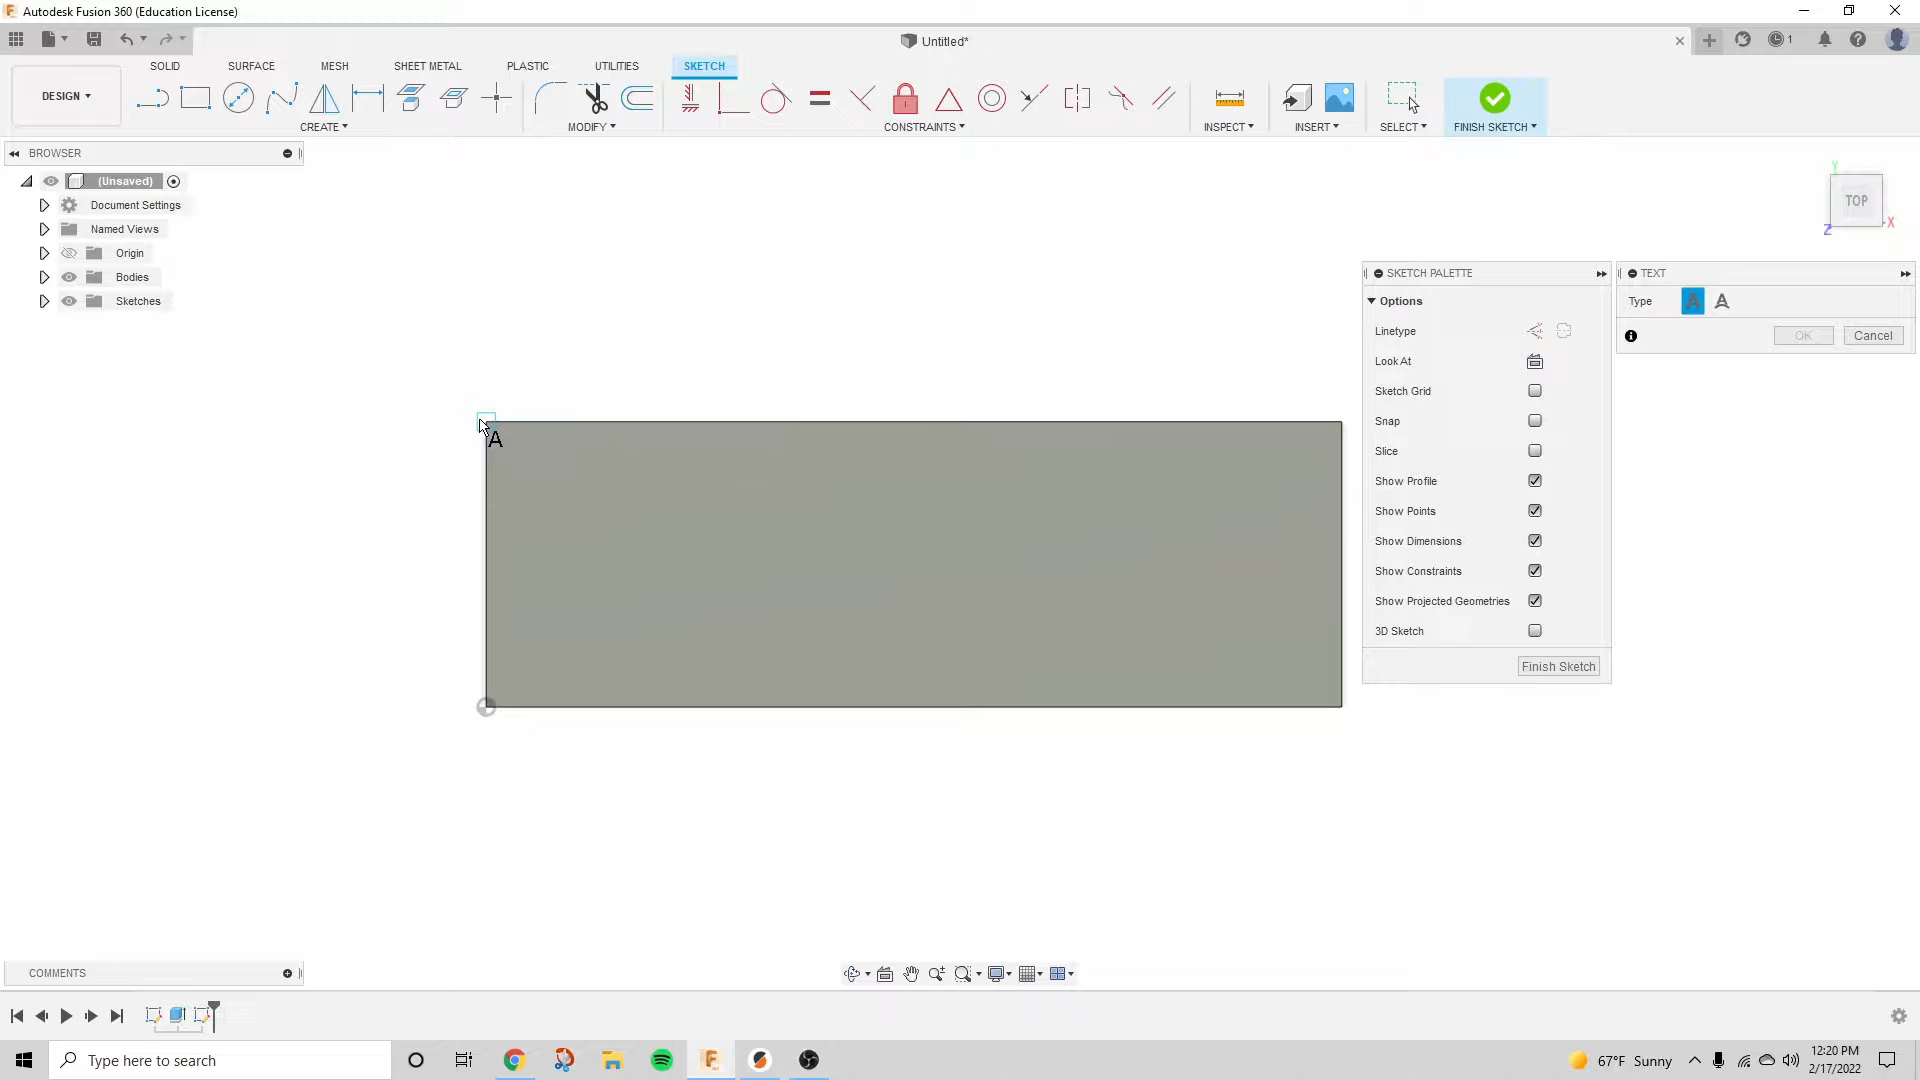 Autodesk Fusion 360 (Education License)
Untitled*
1
SOLID
SURFACE
MESH
SHEET METAL
PLASTIC
UTILITIES
SKETCH
DESIGN
CREATE
MODIFY
CONSTRAINTS
INSPECT
INSERT
SELECT
FINISH SKETCH
BROWSER
(Unsaved)
Document Settings
Named Views
Origin
Bodies
Sketches
Y
TOP
X
Z
SKETCH PALETTE
Options
Linetype
Look At
Sketch Grid
Snap
Slice
Show Profile
Show Points
Show Dimensions
Show Constraints
Show Projected Geometries
3D Sketch
Finish Sketch
TEXT
Type
OK
Cancel
A
COMMENTS
Type here to search
67°F Sunny
12:20 PM
2/17/2022